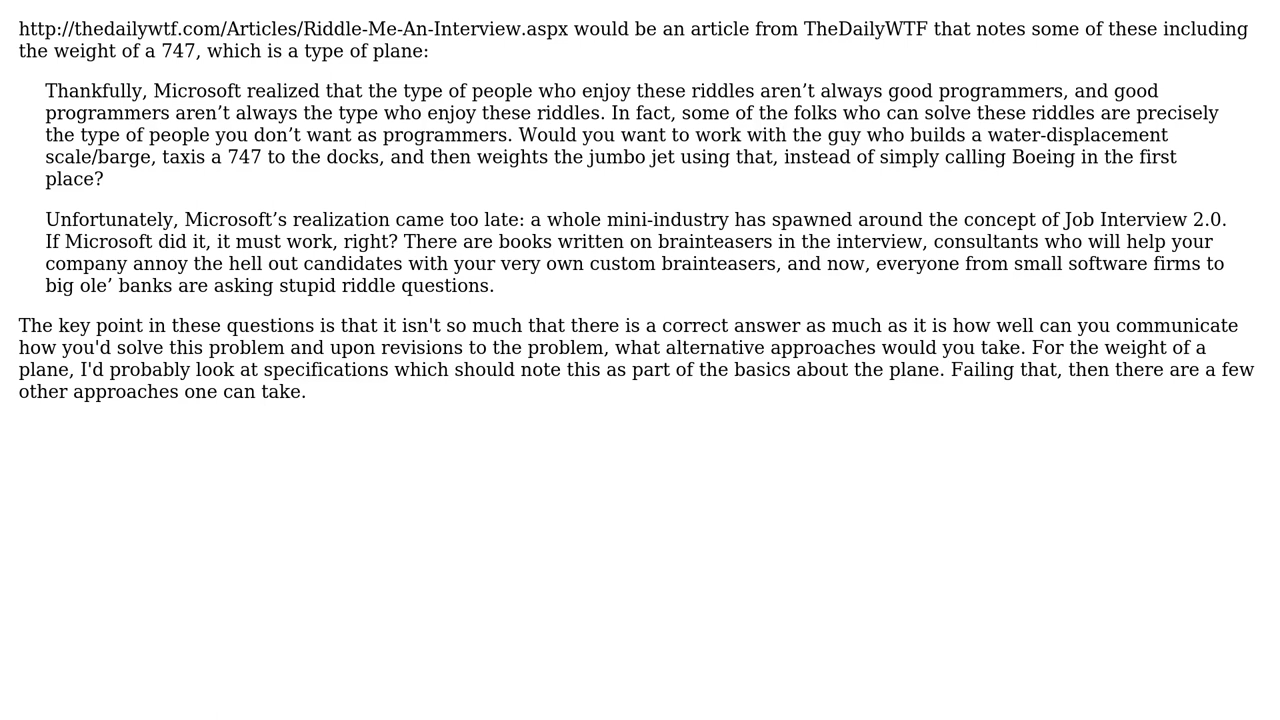 http://thedailywtf.com/Articles/Riddle-Me-An-Interview.aspx would be an article from TheDailyWTF that notes some of these including
the weight of a 747, which is a type of plane:
Thankfully, Microsoft realized that the type of people who enjoy these riddles aren’t always good programmers, and good
programmers aren’t always the type who enjoy these riddles. In fact, some of the folks who can solve these riddles are precisely
the type of people you don’t want as programmers. Would you want to work with the guy who builds a water-displacement
scale/barge, taxis a 747 to the docks, and then weights the jumbo jet using that, instead of simply calling Boeing in the first
place?
Unfortunately, Microsoft’s realization came too late: a whole mini-industry has spawned around the concept of Job Interview 2.0.
If Microsoft did it, it must work, right? There are books written on brainteasers in the interview, consultants who will help your
company annoy the hell out candidates with your very own custom brainteasers, and now, everyone from small software firms to
big ole’ banks are asking stupid riddle questions.
The key point in these questions is that it isn't so much that there is a correct answer as much as it is how well can you communicate
how you'd solve this problem and upon revisions to the problem, what alternative approaches would you take. For the weight of a
plane, I'd probably look at specifications which should note this as part of the basics about the plane. Failing that, then there are a few
other approaches one can take.